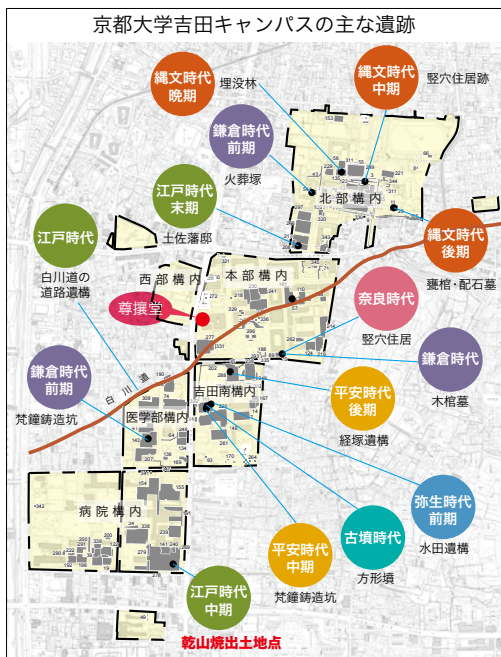 京都大学吉田キャンパスの主な遺跡
縄文時代
晩期
埋没林
縄文時代
中期
竪穴住居跡
鎌倉時代
前期
火葬塚
江戸時代
末期
土佐藩邸
北部構内
縄文時代
後期
甕棺・配石墓
江戸時代
白川道の
道路遺構
西部構内
本部構内
尊攘堂
奈良時代
竪穴住居
鎌倉時代
木棺墓
白川道
鎌倉時代
前期
梵鐘鋳造坑
吉田南構内
医学部構内
平安時代
後期
経塚遺構
弥生時代
前期
水田遺構
古墳時代
方形墳
平安時代
中期
梵鐘鋳造坑
病院構内
江戸時代
中期
乾山焼出土地点